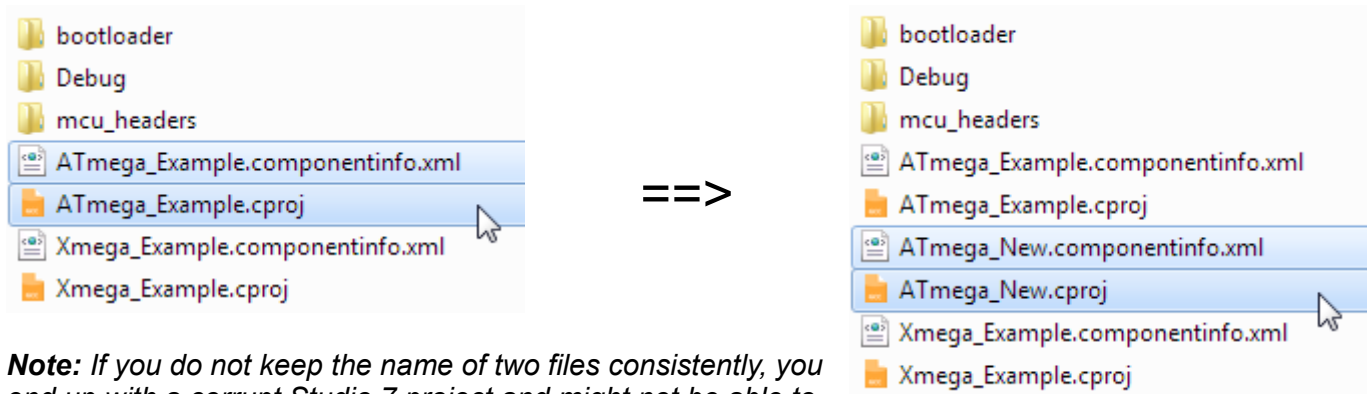 bootloader
Debug
mcu_headers
ATmega_Example.componentinfo.xml
ATmega_Example.cproj
Xmega_Example.componentinfo.xml
Xmega_Example.cproj
==>
bootloader
Debug
mcu_headers
ATmega_Example.componentinfo.xml
ATmega_Example.cproj
ATmega_New.componentinfo.xml
ATmega_New.cproj
Xmega_Example.componentinfo.xml
Xmega_Example.cproj
Note: If you do not keep the name of two files consistently, you
end up with a corrupt Studio 7 project and might not be able to